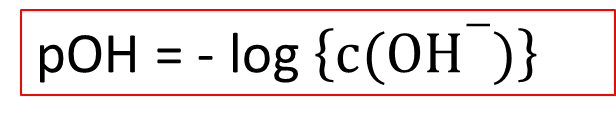 pOH = - log {c(OH⁻)}